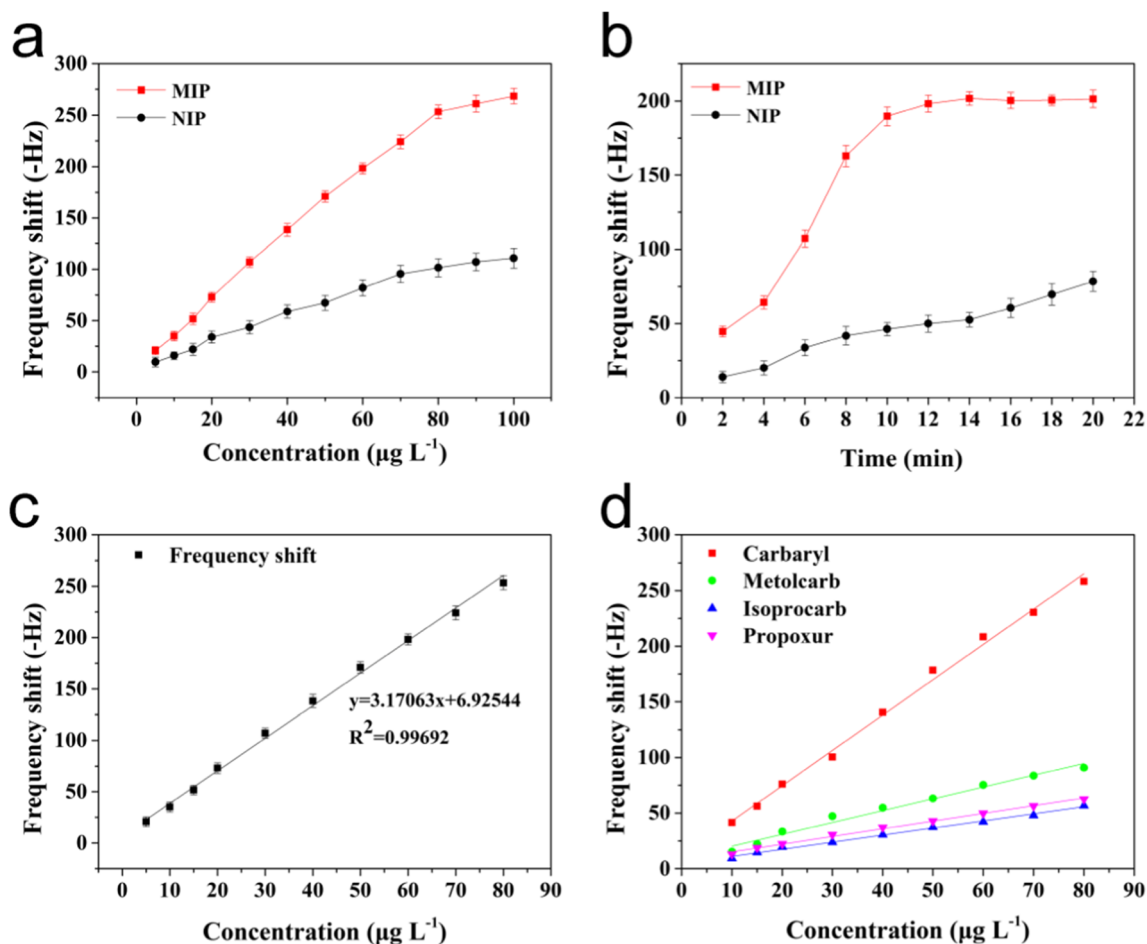 a
300
250
200
150
100
50
0
Frequency shift (-Hz)
MIP
NIP
0 20 40 60 80 100
Concentration (µg L⁻¹)
b
200
150
100
50
0
Frequency shift (-Hz)
MIP
NIP
0 2 4 6 8 10 12 14 16 18 20 22
Time (min)
c
300
250
200
150
100
50
0
Frequency shift (-Hz)
Frequency shift
y=3.17063x+6.92544
R²=0.99692
0 10 20 30 40 50 60 70 80 90
Concentration (µg L⁻¹)
d
300
250
200
150
100
50
0
Frequency shift (-Hz)
Carbaryl
Metolcarb
Isoprocarb
Propoxur
0 10 20 30 40 50 60 70 80 90
Concentration (µg L⁻¹)